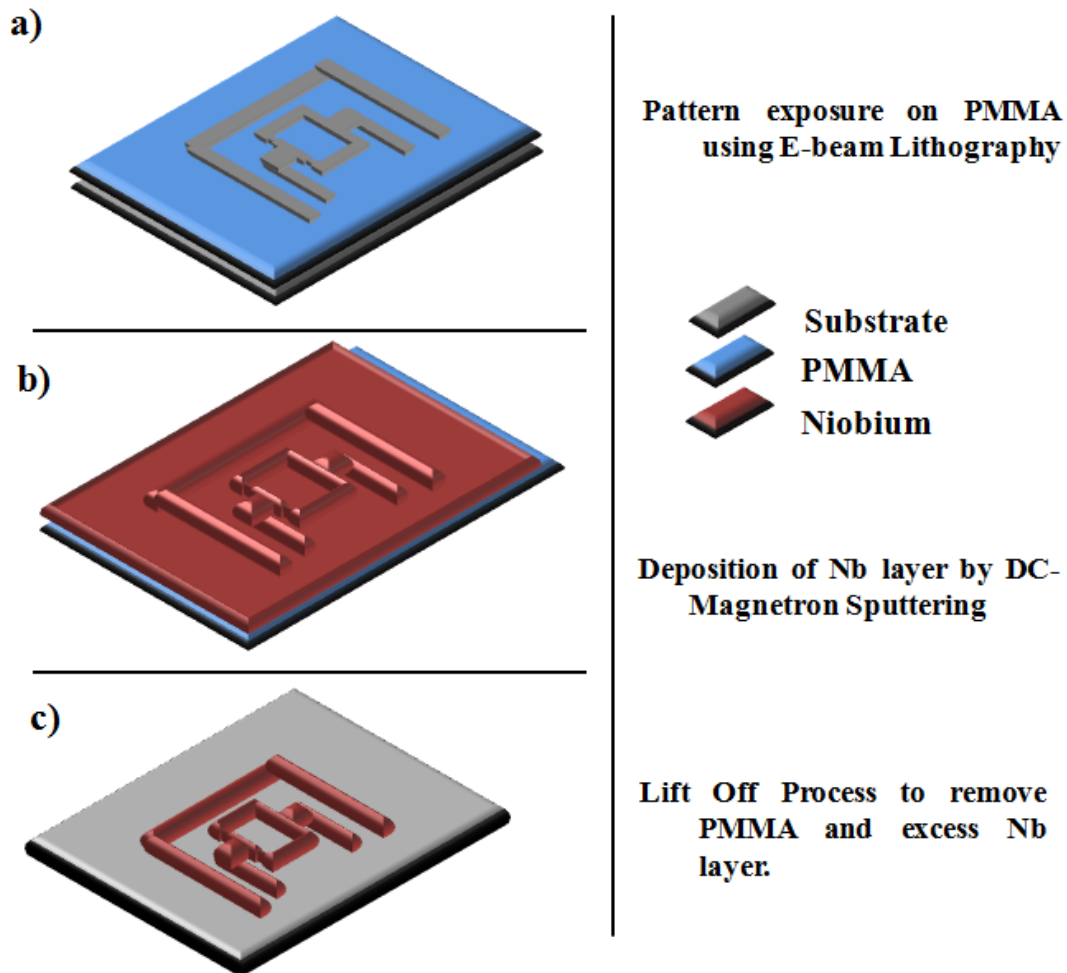 a)
Pattern exposure on PMMA
using E-beam Lithography
Substrate
PMMA
Niobium
b)
Deposition of Nb layer by DC-
Magnetron Sputtering
c)
Lift Off Process to remove
PMMA and excess Nb
layer.